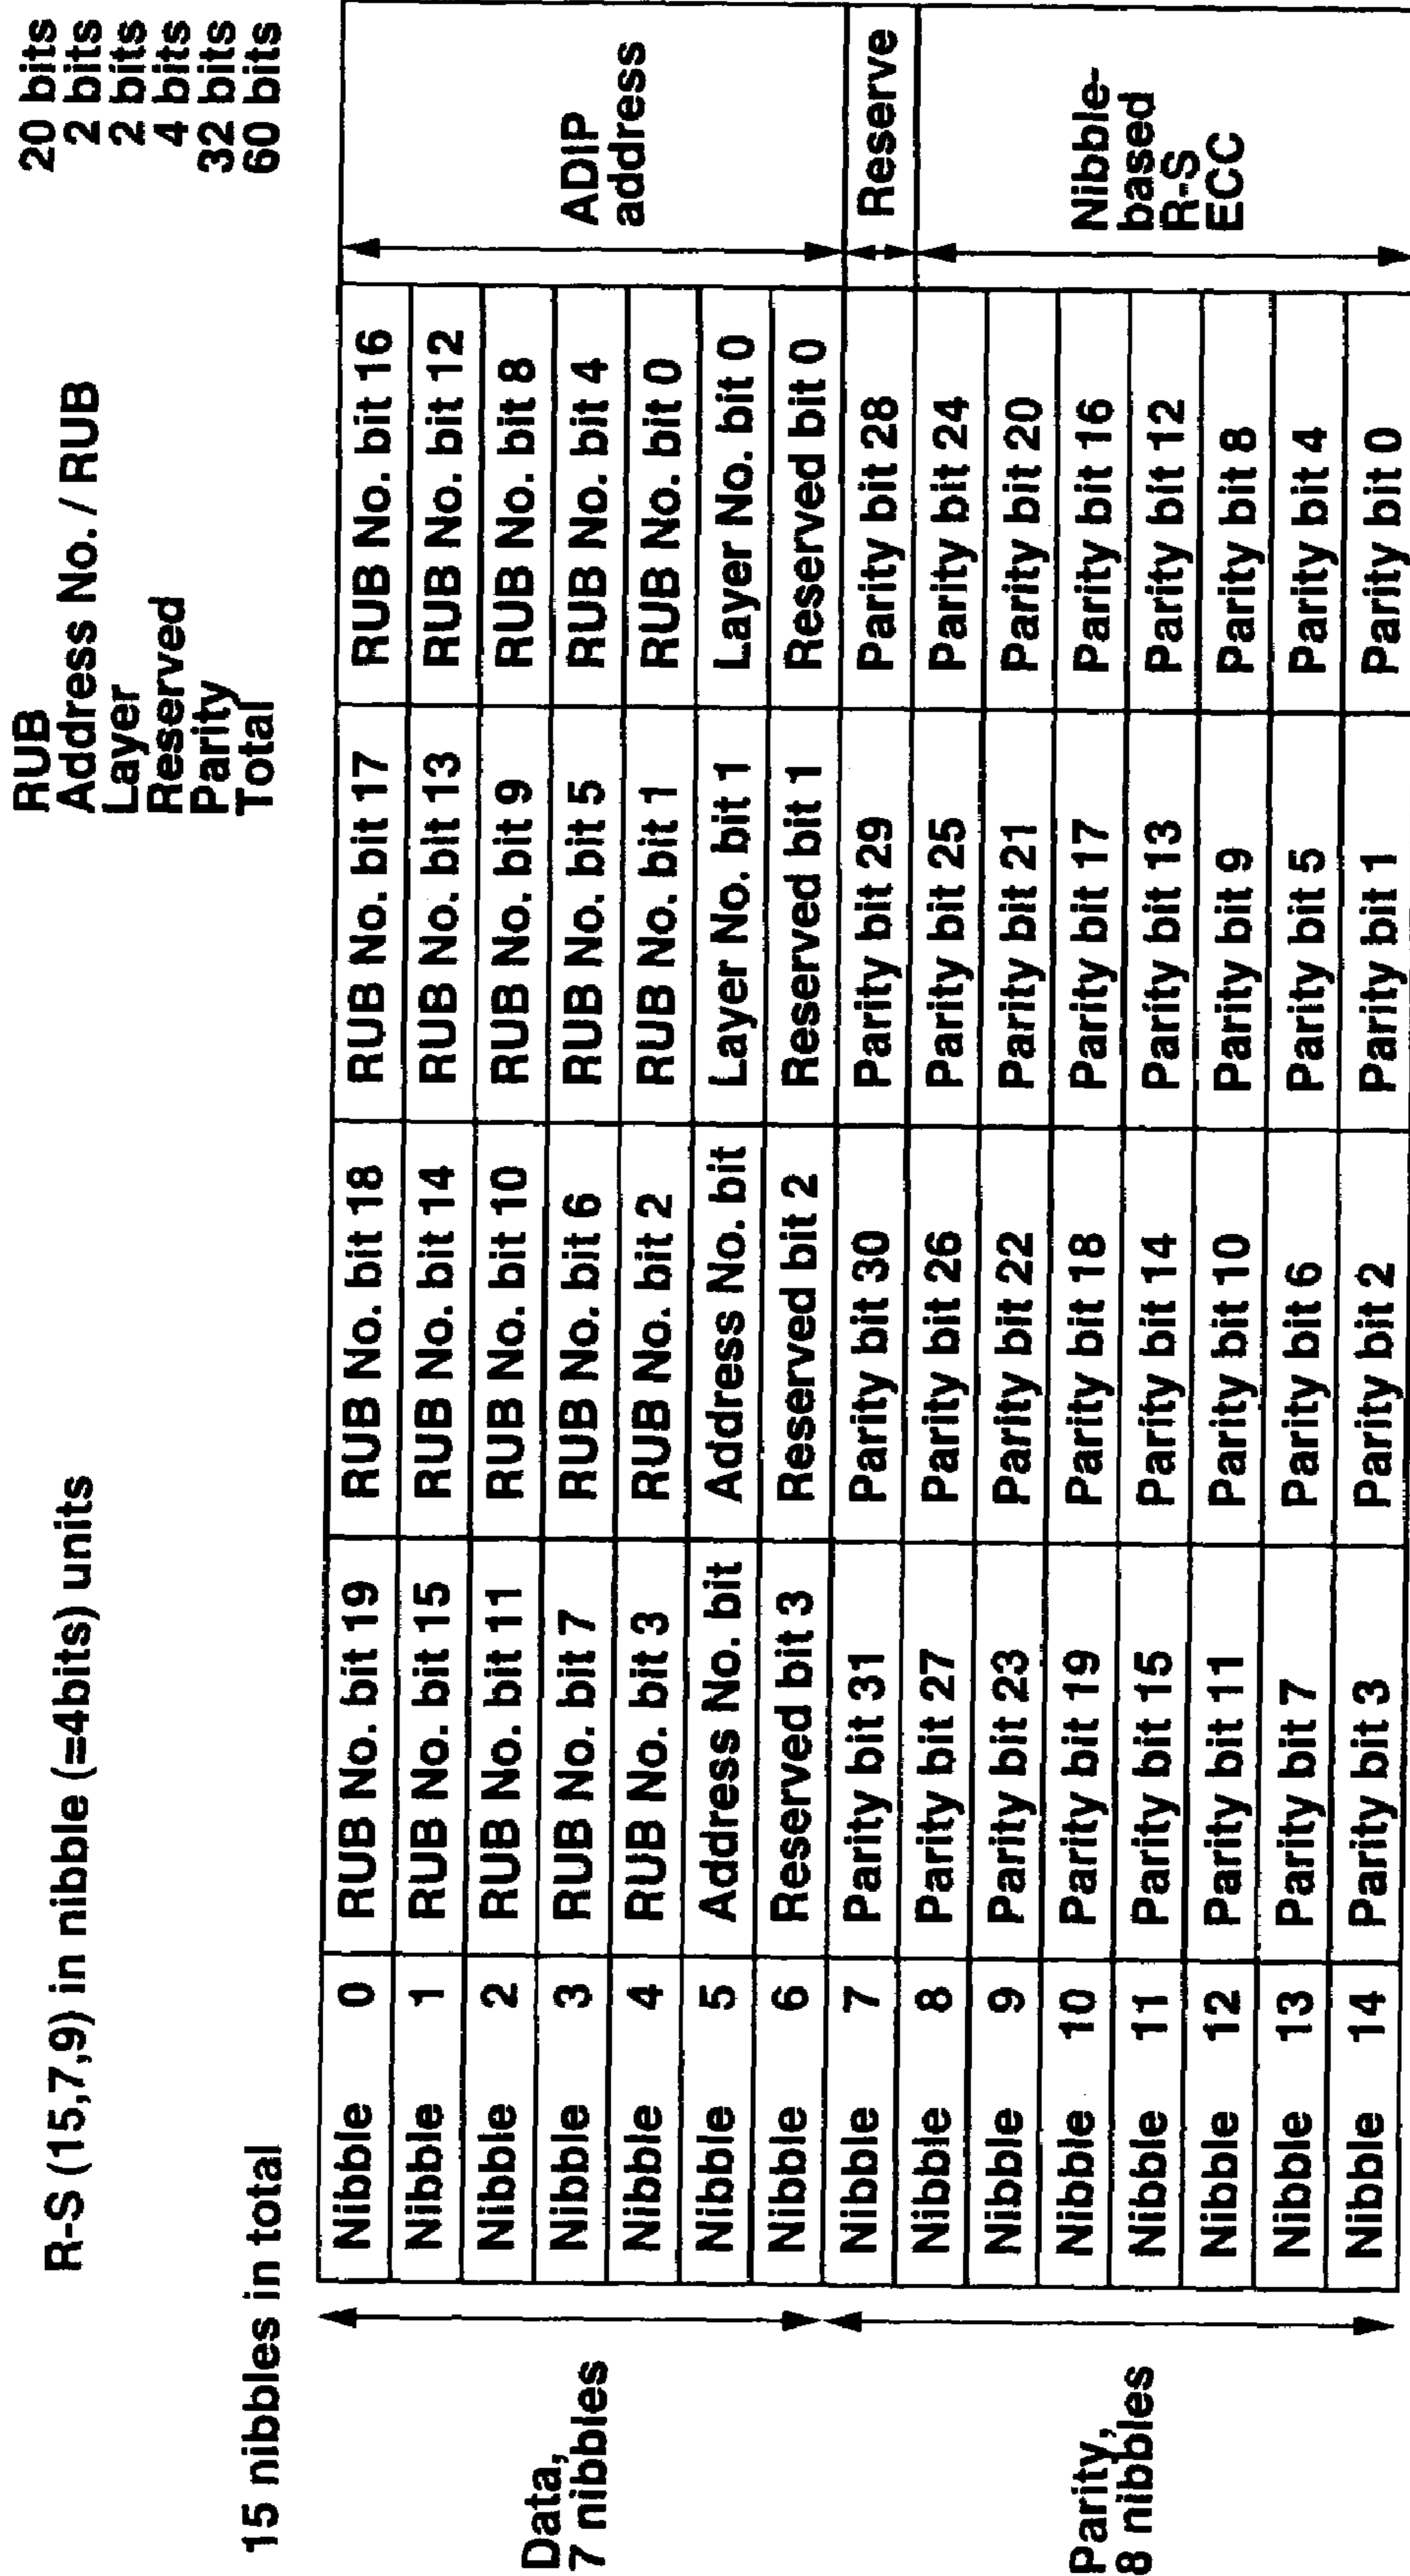 R-S (15,7,9) in nibble (=4bits) units
RUB 20 bits
Address No. / RUB 2 bits
Layer 2 bits
Reserved 4 bits
Parity 32 bits
Total 60 bits
15 nibbles in total
Data,
7 nibbles
Parity,
8 nibbles
Nibble 0 RUB No. bit 19 RUB No. bit 18 RUB No. bit 17 RUB No. bit 16
Nibble 1 RUB No. bit 15 RUB No. bit 14 RUB No. bit 13 RUB No. bit 12
Nibble 2 RUB No. bit 11 RUB No. bit 10 RUB No. bit 9 RUB No. bit 8
Nibble 3 RUB No. bit 7 RUB No. bit 6 RUB No. bit 5 RUB No. bit 4
Nibble 4 RUB No. bit 3 RUB No. bit 2 RUB No. bit 1 RUB No. bit 0
Nibble 5 Address No. bit Address No. bit Layer No. bit 1 Layer No. bit 0
Nibble 6 Reserved bit 3 Reserved bit 2 Reserved bit 1 Reserved bit 0
Nibble 7 Parity bit 31 Parity bit 30 Parity bit 29 Parity bit 28
Nibble 8 Parity bit 27 Parity bit 26 Parity bit 25 Parity bit 24
Nibble 9 Parity bit 23 Parity bit 22 Parity bit 21 Parity bit 20
Nibble 10 Parity bit 19 Parity bit 18 Parity bit 17 Parity bit 16
Nibble 11 Parity bit 15 Parity bit 14 Parity bit 13 Parity bit 12
Nibble 12 Parity bit 11 Parity bit 10 Parity bit 9 Parity bit 8
Nibble 13 Parity bit 7 Parity bit 6 Parity bit 5 Parity bit 4
Nibble 14 Parity bit 3 Parity bit 2 Parity bit 1 Parity bit 0
ADIP
address
Reserve
Nibble-
based
R-S
ECC